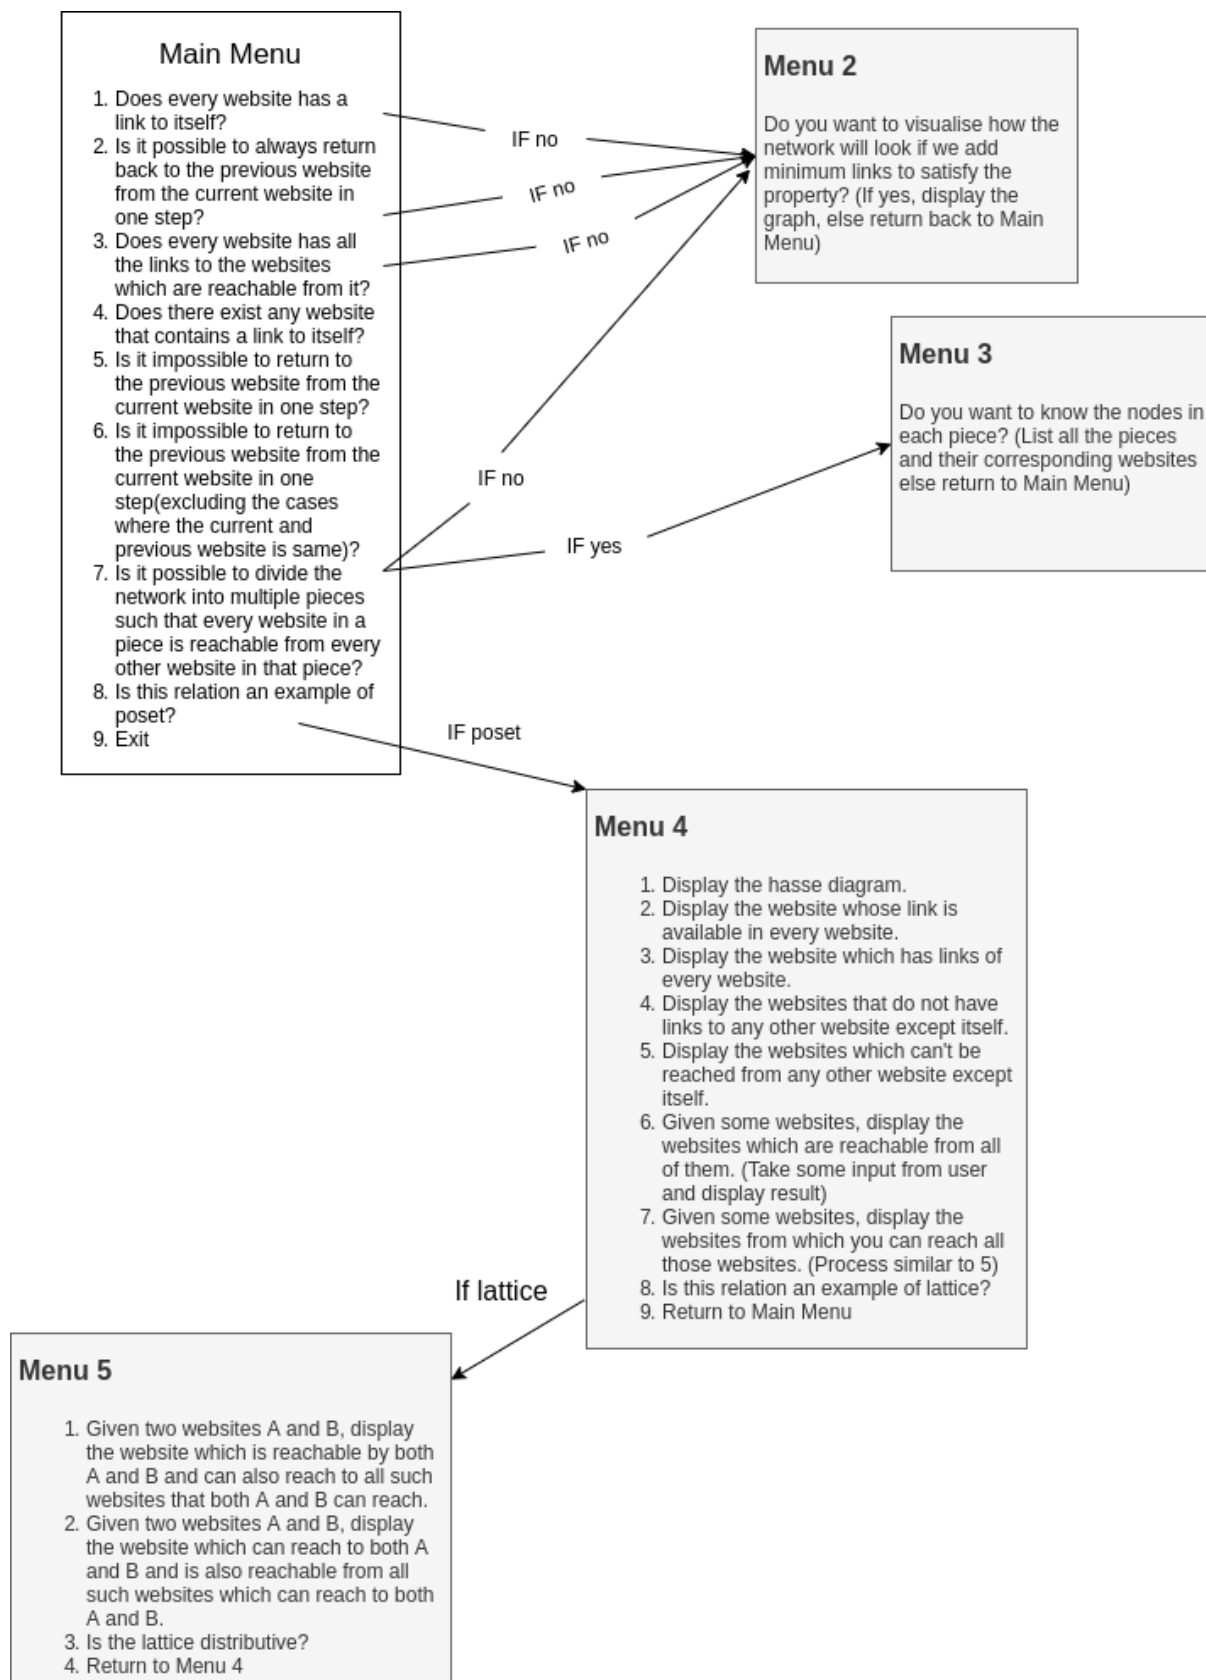 Main Menu
1. Does every website has a
link to itself?
2. Is it possible to always return
back to the previous website
from the current website in
one step?
3. Does every website has all
the links to the websites
which are reachable from it?
4. Does there exist any website
that contains a link to itself?
5. Is it impossible to return to
the previous website from the
current website in one step?
6. Is it impossible to return to
the previous website from the
current website in one
step(excluding the cases
where the current and
previous website is same)?
7. Is it possible to divide the
network into multiple pieces
such that every website in a
piece is reachable from every
other website in that piece?
8. Is this relation an example of
poset?
9. Exit
IF no
IF no
IF no
IF no
IF yes
IF poset
Menu 2
Do you want to visualise how the
network will look if we add
minimum links to satisfy the
property? (If yes, display the
graph, else return back to Main
Menu)
Menu 3
Do you want to know the nodes in
each piece? (List all the pieces
and their corresponding websites
else return to Main Menu)
Menu 4
1. Display the hasse diagram.
2. Display the website whose link is
available in every website.
3. Display the website which has links of
every website.
4. Display the websites that do not have
links to any other website except itself.
5. Display the websites which can't be
reached from any other website except
itself.
6. Given some websites, display the
websites which are reachable from all
of them. (Take some input from user
and display result)
7. Given some websites, display the
websites from which you can reach all
those websites. (Process similar to 5)
8. Is this relation an example of lattice?
9. Return to Main Menu
If lattice
Menu 5
1. Given two websites A and B, display
the website which is reachable by both
A and B and can also reach to all such
websites that both A and B can reach.
2. Given two websites A and B, display
the website which can reach to both A
and B and is also reachable from all
such websites which can reach to both
A and B.
3. Is the lattice distributive?
4. Return to Menu 4